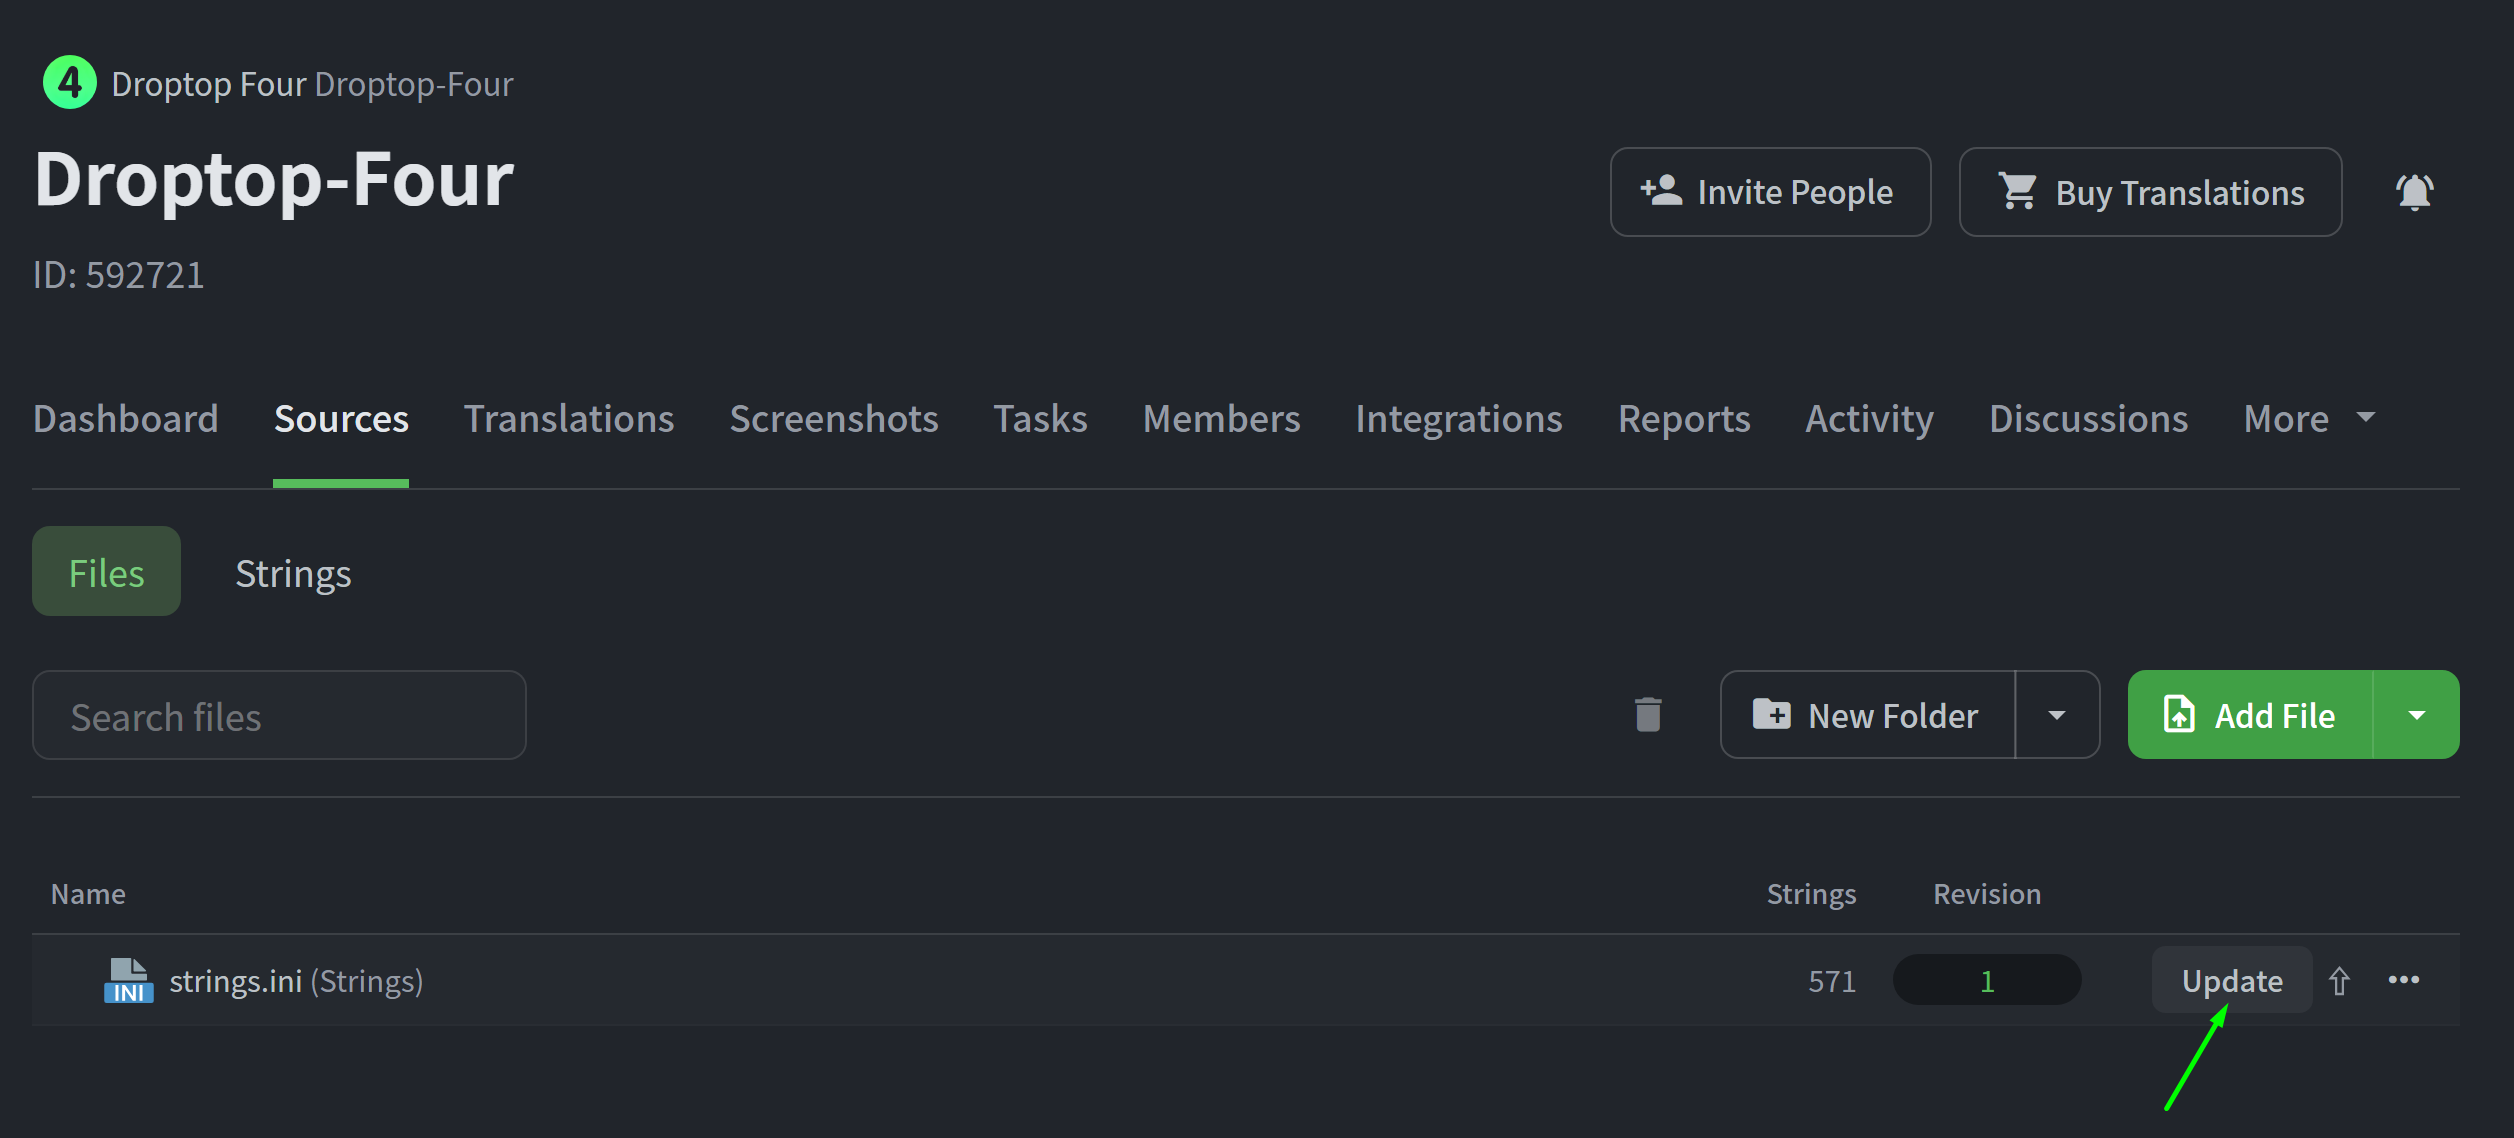 4 Droptop Four Droptop-Four
Droptop-Four
Invite People
Buy Translations
ID: 592721
Dashboard Sources Translations Screenshots Tasks Members Integrations Reports Activity Discussions More
Files Strings
Search files
New Folder
Add File
Name Strings Revision
INI strings.ini (Strings) 571 1 Update